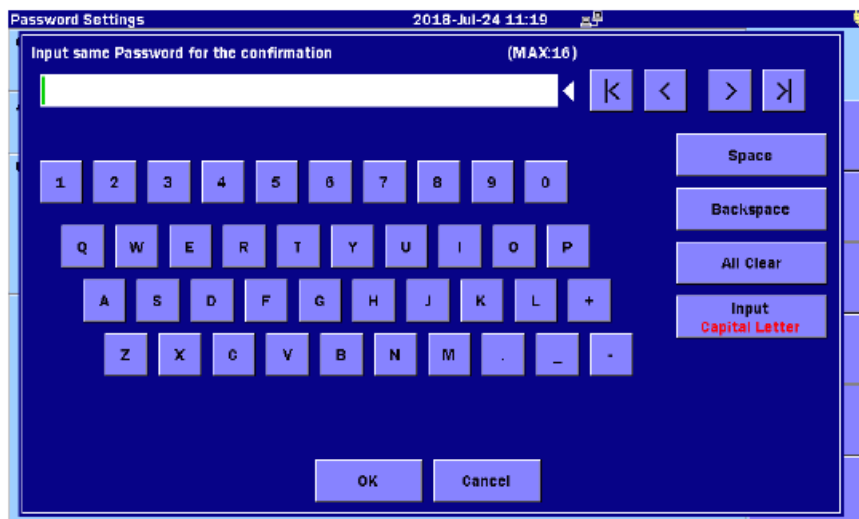 Password Settings 2018-Jul-24 11:19
Input same Password for the confirmation (MAX:16)
|< < > >|
Space
1 2 3 4 5 6 7 8 9 0
Backspace
Q W E R T Y U I O P
All Clear
A S D F G H J K L +
Input
Capital Letter
Z X C V B N M . _ -
OK Cancel